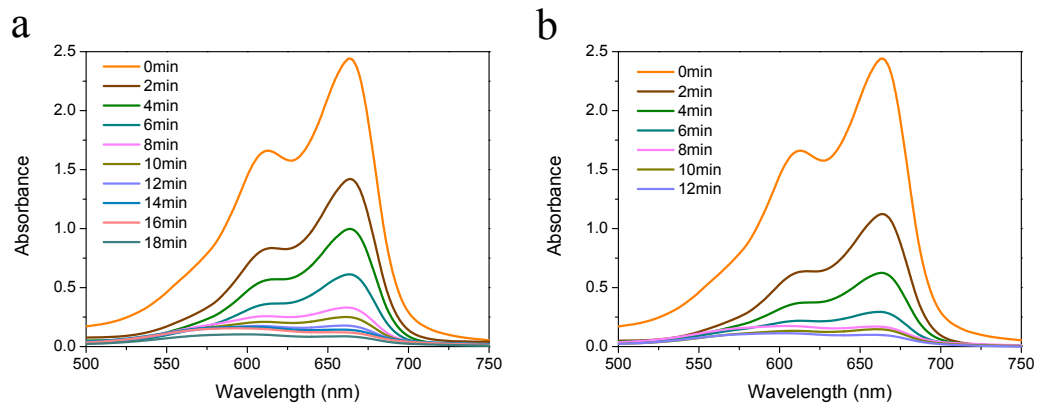 a
2.5
2.0
1.5
1.0
0.5
0.0
Absorbance
0min
2min
4min
6min
8min
10min
12min
14min
16min
18min
500 550 600 650 700 750
Wavelength (nm)
b
2.5
2.0
1.5
1.0
0.5
0.0
Absorbance
0min
2min
4min
6min
8min
10min
12min
500 550 600 650 700 750
Wavelength (nm)